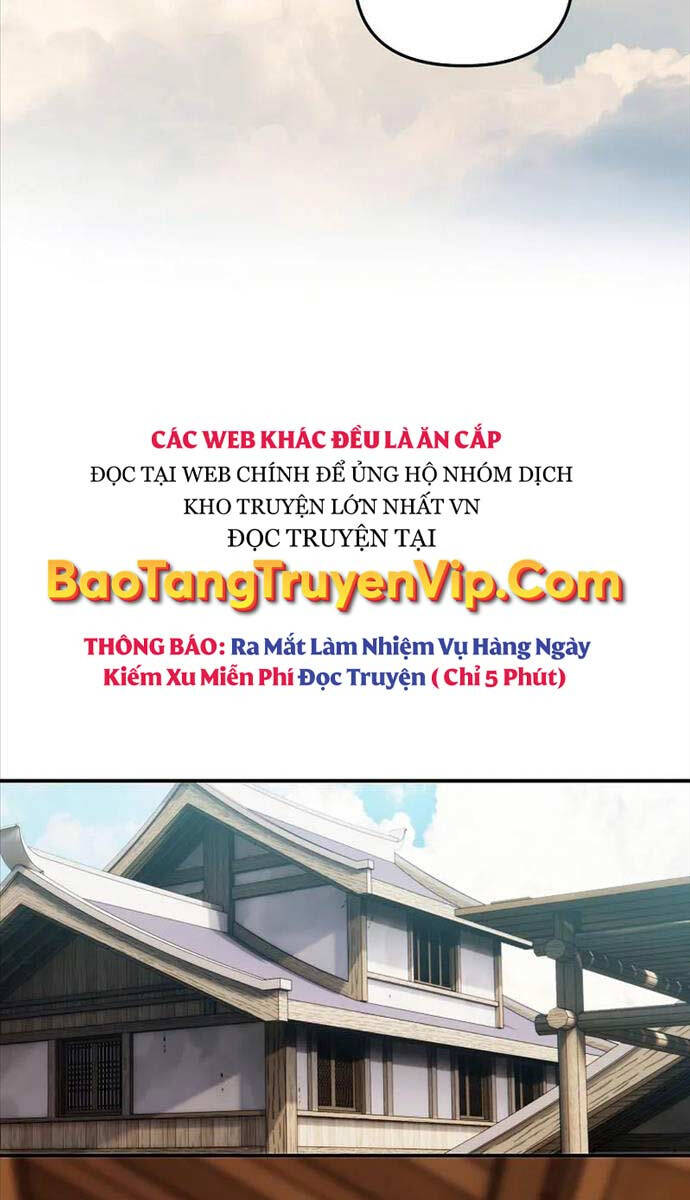 CÁC WEB KHÁC ĐỀU LÀ ĂN CẮP
ĐỌC TẠI WEB CHÍNH ĐỂ ỦNG HỘ NHÓM DỊCH
KHO TRUYỆN LỚN NHẤT VN
ĐỌC TRUYỆN TẠI
BaoTangTruyenVip.Com
THÔNG BÁO: Ra Mắt Làm Nhiệm Vụ Hàng Ngày
Kiếm Xu Miễn Phí Đọc Truyện ( Chỉ 5 Phút)